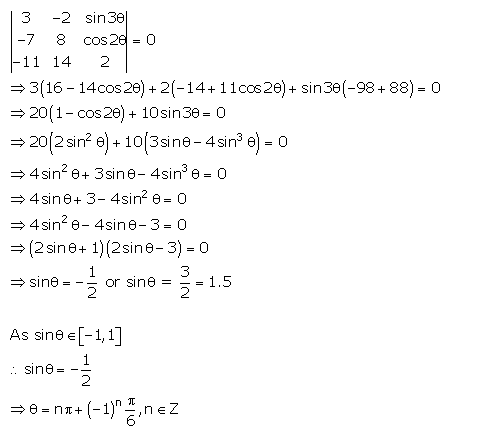 | 3 −2 sin3θ |
| −7 8 cos2θ | = 0
| −11 14 2 |
⇒ 3(16 − 14cos2θ) + 2(−14 + 11cos2θ) + sin3θ(−98 + 88) = 0
⇒ 20(1 − cos2θ) + 10sin3θ = 0
⇒ 20(2sin² θ) + 10(3sinθ − 4sin³ θ) = 0
⇒ 4sin² θ + 3sinθ − 4sin³ θ = 0
⇒ 4sinθ + 3 − 4sin² θ = 0
⇒ 4sin² θ − 4sinθ − 3 = 0
⇒ (2sinθ + 1)(2sinθ − 3) = 0
⇒ sinθ = −1/2 or sinθ = 3/2 = 1.5
As sinθ ∈ [−1,1]
∴ sinθ = −1/2
⇒ θ = nπ + (−1)ⁿ π/6, n ∈ Z